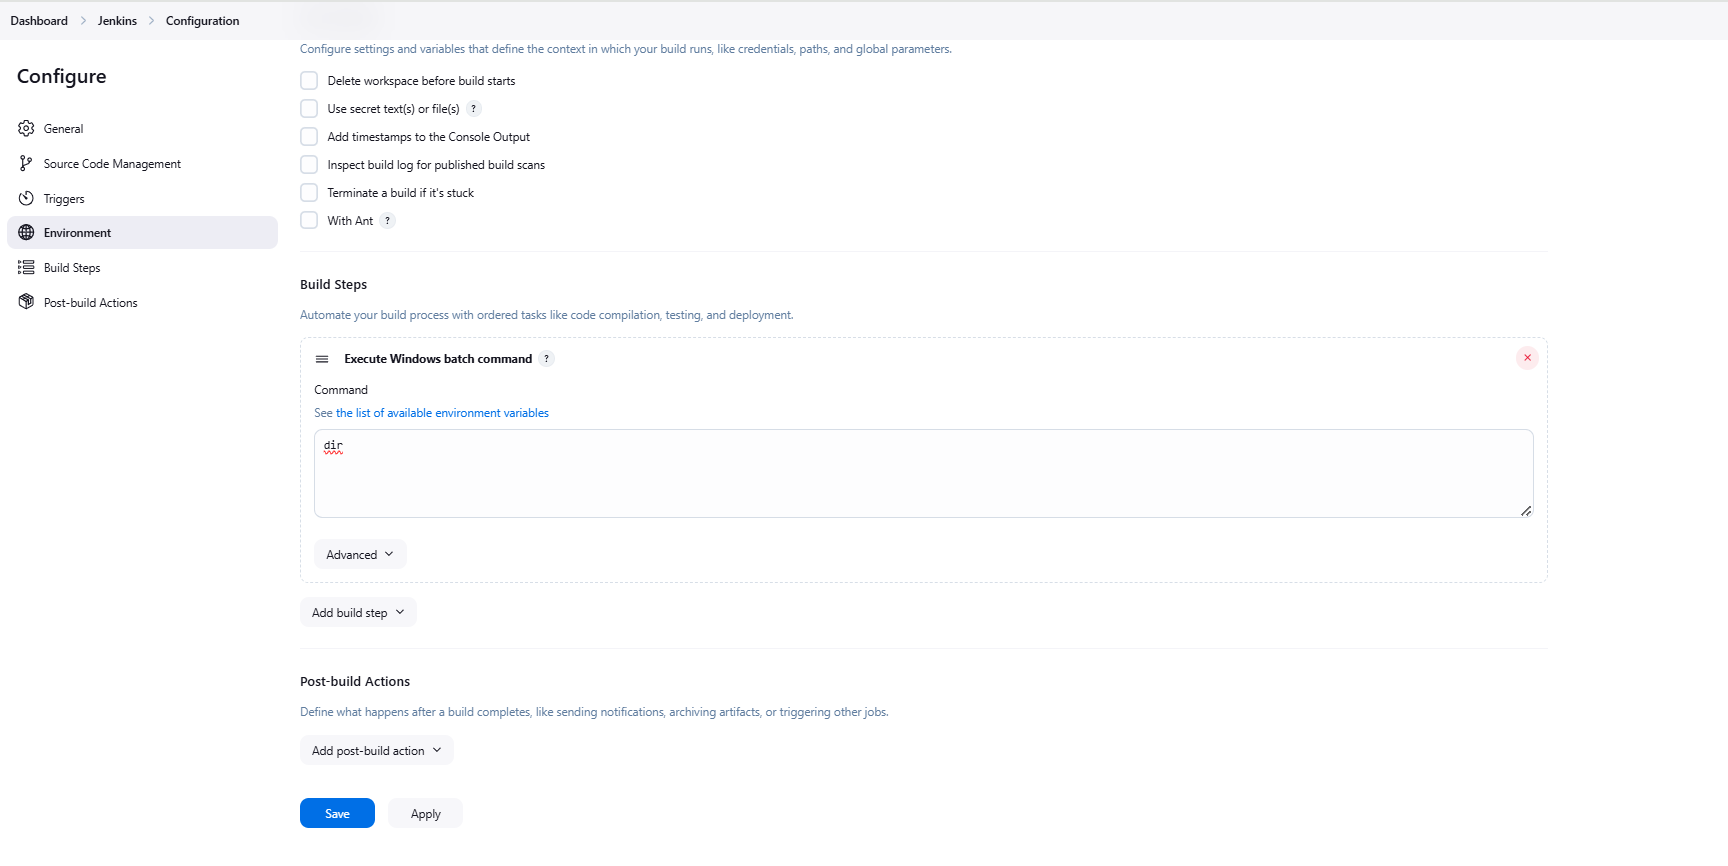 Dashboard > Jenkins > Configuration
Configure
General
Source Code Management
Triggers
Environment
Build Steps
Post-build Actions
Configure settings and variables that define the context in which your build runs, like credentials, paths, and global parameters.
Delete workspace before build starts
Use secret text(s) or file(s) ?
Add timestamps to the Console Output
Inspect build log for published build scans
Terminate a build if it's stuck
With Ant ?
Build Steps
Automate your build process with ordered tasks like code compilation, testing, and deployment.
Execute Windows batch command ?
Command
See the list of available environment variables
dir
Advanced
Add build step
Post-build Actions
Define what happens after a build completes, like sending notifications, archiving artifacts, or triggering other jobs.
Add post-build action
Save Apply